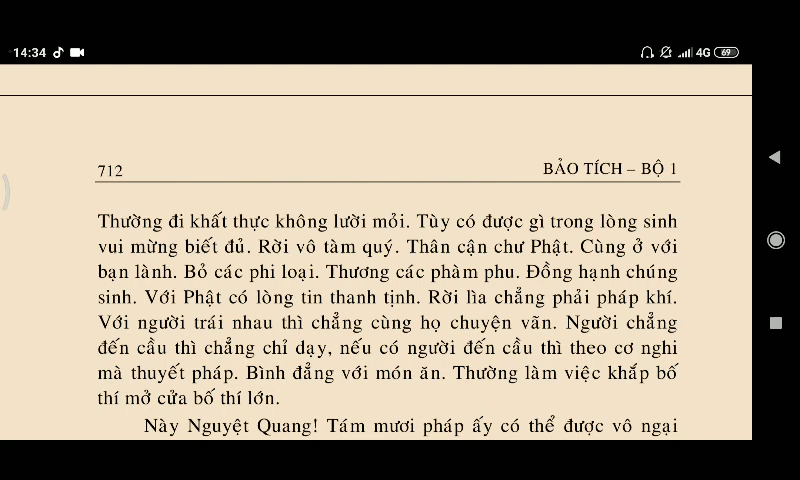 14:34
4G 69
712 BẢO TÍCH – BỘ 1
Thường đi khất thực không lười mỏi. Tùy có được gì trong lòng sinh
vui mừng biết đủ. Rời vô tàm quý. Thân cận chư Phật. Cùng ở với
bạn lành. Bỏ các phi loại. Thương các phàm phu. Đồng hạnh chúng
sinh. Với Phật có lòng tin thanh tịnh. Rời lìa chẳng phải pháp khí.
Với người trái nhau thì chẳng cùng họ chuyện vãn. Người chẳng
đến cầu thì chẳng chỉ dạy, nếu có người đến cầu thì theo cơ nghi
mà thuyết pháp. Bình đẳng với món ăn. Thường làm việc khắp bố
thí mở cửa bố thí lớn.
Này Nguyệt Quang! Tám mươi pháp ấy có thể được vô ngại